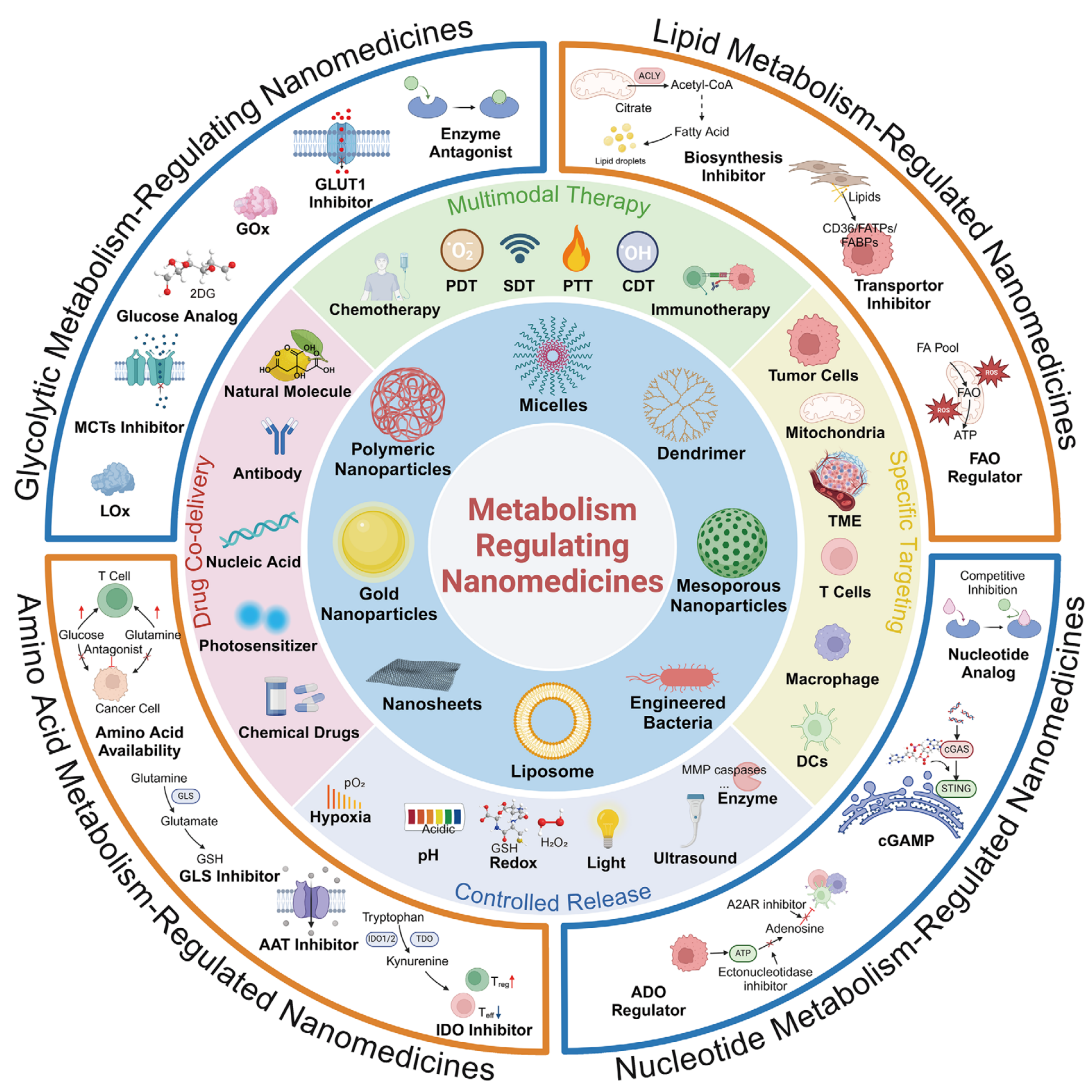 Glycolytic Metabolism-Regulating Nanomedicines
Enzyme
Antagonist
GLUT1
Inhibitor
GOx
2DG
Glucose Analog
MCTs Inhibitor
LOx
Lipid Metabolism-Regulated Nanomedicines
ACLY
Citrate
Acetyl-CoA
Fatty Acid
Lipid droplets
Biosynthesis
Inhibitor
Lipids
CD36/FATPs/
FABPs
Transportor
Inhibitor
FA Pool
ROS
FAO
ROS
ATP
FAO
Regulator
Multimodal Therapy
Chemotherapy
·O₂⁻
PDT
SDT
PTT
·OH
CDT
Immunotherapy
Drug Co-delivery
Natural Molecule
HO
O
OH
O
OH
OH
O
Antibody
Nucleic Acid
Photosensitizer
Chemical Drugs
Specific Targeting
Tumor Cells
Mitochondria
TME
T Cells
Macrophage
DCs
Micelles
Polymeric
Nanoparticles
Dendrimer
Gold
Nanoparticles
Mesoporous
Nanoparticles
Nanosheets
Liposome
Engineered
Bacteria
Metabolism
Regulating
Nanomedicines
Controlled Release
pO₂
Hypoxia
Acidic
pH
GSH
Redox
H₂O₂
Light
Ultrasound
MMP caspases
...
Enzyme
Amino Acid Metabolism-Regulated Nanomedicines
T Cell
Glucose
Glutamine
Antagonist
Cancer Cell
Amino Acid
Availability
Glutamine
GLS
Glutamate
GSH
GLS Inhibitor
AAT Inhibitor
Tryptophan
IDO1/2
TDO
Kynurenine
Treg
Teff
IDO Inhibitor
Nucleotide Metabolism-Regulated Nanomedicines
Competitive
Inhibition
Nucleotide
Analog
cGAS
STING
cGAMP
A2AR inhibitor
Adenosine
ATP
Ectonucleotidase
inhibitor
ADO
Regulator